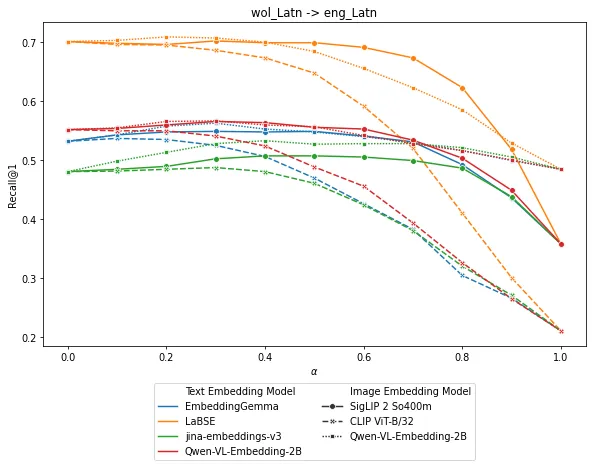 wol_Latn -> eng_Latn
Recall@1
0.7
0.6
0.5
0.4
0.3
0.2
0.0 0.2 0.4 0.6 0.8 1.0
α
Text Embedding Model Image Embedding Model
EmbeddingGemma SigLIP 2 So400m
LaBSE CLIP ViT-B/32
jina-embeddings-v3 Qwen-VL-Embedding-2B
Qwen-VL-Embedding-2B